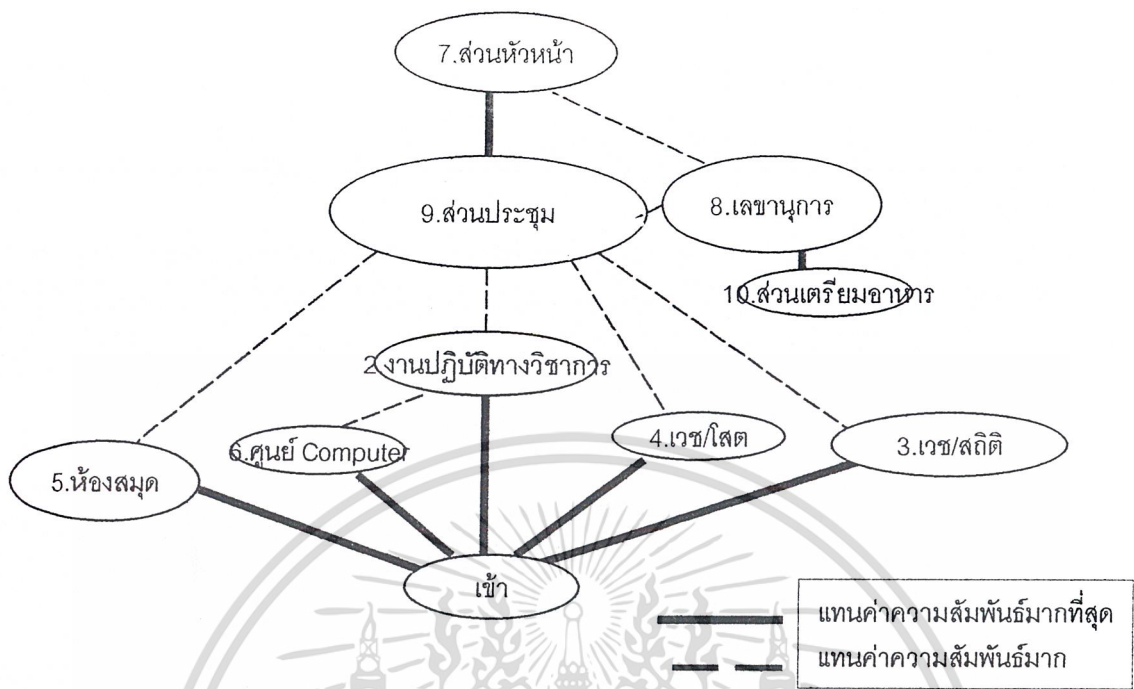 7.ส่วนหัวหน้า
9.ส่วนประชุม
8.เลขานุการ
10.ส่วนเตรียมอาหาร
2.งานปฏิบัติทางวิชาการ
6.ศูนย์ Computer
4.เวช/โสต
3.เวช/สถิติ
5.ห้องสมุด
เข้า
แทนค่าความสัมพันธ์มากที่สุด
แทนค่าความสัมพันธ์มาก